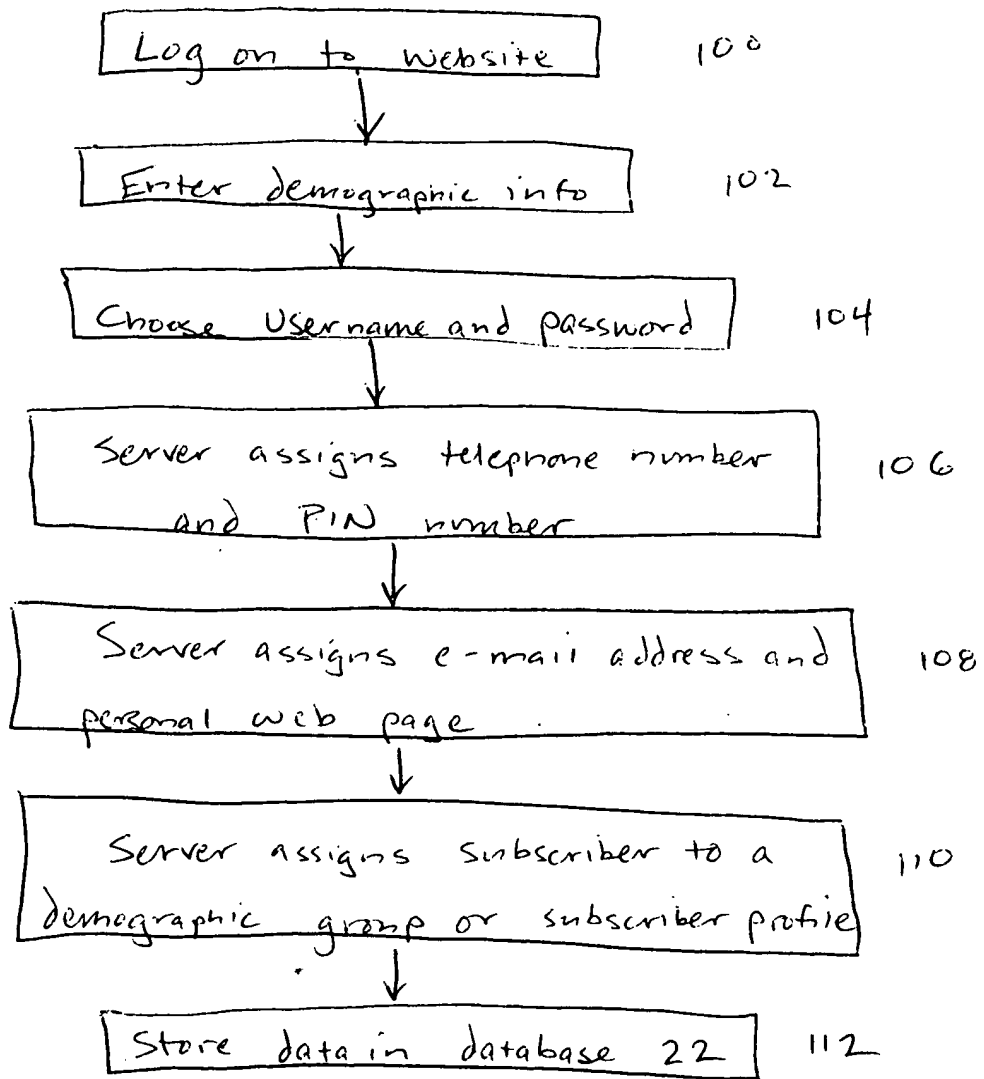 Log on to website 100
Enter demographic info 102
Choose Username and password 104
Server assigns telephone number
and PIN number 106
Server assigns e-mail address and 108
personal web page
Server assigns subscriber to a 110
demographic group or subscriber profile
Store data in database 22 112